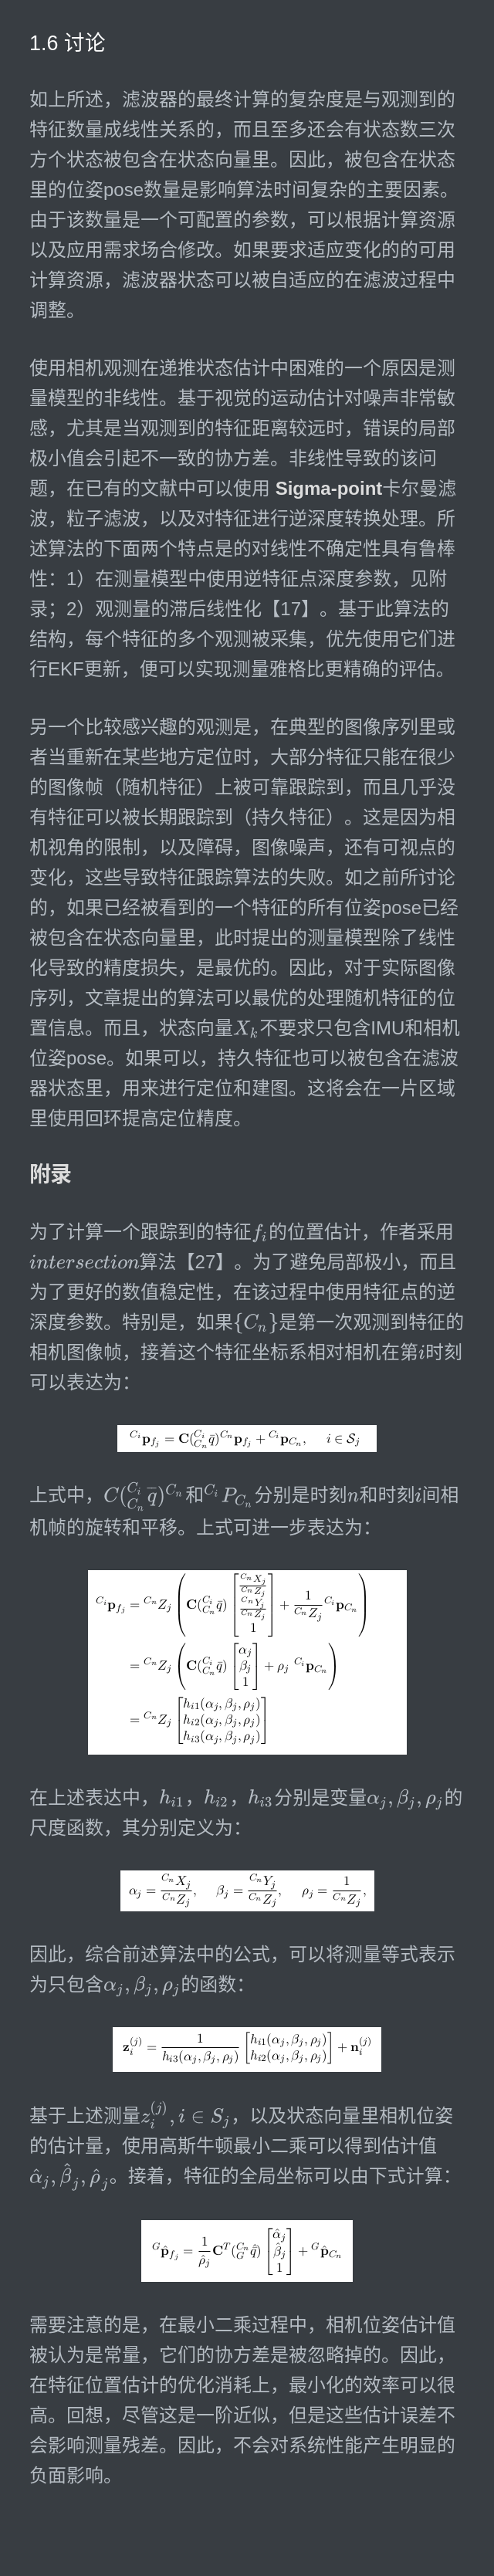 1.6 讨论
如上所述，滤波器的最终计算的复杂度是与观测到的
特征数量成线性关系的，而且至多还会有状态数三次
方个状态被包含在状态向量里。因此，被包含在状态
里的位姿pose数量是影响算法时间复杂的主要因素。
由于该数量是一个可配置的参数，可以根据计算资源
以及应用需求场合修改。如果要求适应变化的的可用
计算资源，滤波器状态可以被自适应的在滤波过程中
调整。
使用相机观测在递推状态估计中困难的一个原因是测
量模型的非线性。基于视觉的运动估计对噪声非常敏
感，尤其是当观测到的特征距离较远时，错误的局部
极小值会引起不一致的协方差。非线性导致的该问
题，在已有的文献中可以使用 Sigma-point卡尔曼滤
波，粒子滤波，以及对特征进行逆深度转换处理。所
述算法的下面两个特点是的对线性不确定性具有鲁棒
性：1）在测量模型中使用逆特征点深度参数，见附
录；2）观测量的滞后线性化【17】。基于此算法的
结构，每个特征的多个观测被采集，优先使用它们进
行EKF更新，便可以实现测量雅格比更精确的评估。
另一个比较感兴趣的观测是，在典型的图像序列里或
者当重新在某些地方定位时，大部分特征只能在很少
的图像帧（随机特征）上被可靠跟踪到，而且几乎没
有特征可以被长期跟踪到（持久特征）。这是因为相
机视角的限制，以及障碍，图像噪声，还有可视点的
变化，这些导致特征跟踪算法的失败。如之前所讨论
的，如果已经被看到的一个特征的所有位姿pose已经
被包含在状态向量里，此时提出的测量模型除了线性
化导致的精度损失，是最优的。因此，对于实际图像
序列，文章提出的算法可以最优的处理随机特征的位
置信息。而且，状态向量$X_k$不要求只包含IMU和相机
位姿pose。如果可以，持久特征也可以被包含在滤波
器状态里，用来进行定位和建图。这将会在一片区域
里使用回环提高定位精度。
附录
为了计算一个跟踪到的特征$f_i$的位置估计，作者采用
intersection算法【27】。为了避免局部极小，而且
为了更好的数值稳定性，在该过程中使用特征点的逆
深度参数。特别是，如果$\{C_n\}$是第一次观测到特征的
相机图像帧，接着这个特征坐标系相对相机在第$i$时刻
可以表达为：
$^{C_i}\mathbf{p}_{f_j} = \mathbf{C}(^{C_i}_{C_n}\bar{q})^{C_n}\mathbf{p}_{f_j} + {}^{C_i}\mathbf{p}_{C_n}, \quad i \in \mathcal{S}_j$
上式中，$C(^{C_i}_{C_n}\bar{q})^{C_n}$和$^{C_i}P_{C_n}$分别是时刻$n$和时刻$i$间相
机帧的旋转和平移。上式可进一步表达为：
$^{C_i}\mathbf{p}_{f_j} = {}^{C_n}Z_j \left( \mathbf{C}(^{C_i}_{C_n}\bar{q}) \begin{bmatrix} \frac{^{C_n}X_j}{^{C_n}Z_j} \\ \frac{^{C_n}Y_j}{^{C_n}Z_j} \\ 1 \end{bmatrix} + \frac{1}{^{C_n}Z_j} {}^{C_i}\mathbf{p}_{C_n} \right)$
$= {}^{C_n}Z_j \left( \mathbf{C}(^{C_i}_{C_n}\bar{q}) \begin{bmatrix} \alpha_j \\ \beta_j \\ 1 \end{bmatrix} + \rho_j \, {}^{C_i}\mathbf{p}_{C_n} \right)$
$= {}^{C_n}Z_j \begin{bmatrix} h_{i1}(\alpha_j, \beta_j, \rho_j) \\ h_{i2}(\alpha_j, \beta_j, \rho_j) \\ h_{i3}(\alpha_j, \beta_j, \rho_j) \end{bmatrix}$
在上述表达中，$h_{i1}$，$h_{i2}$，$h_{i3}$分别是变量$\alpha_j, \beta_j, \rho_j$的
尺度函数，其分别定义为：
$\alpha_j = \frac{^{C_n}X_j}{^{C_n}Z_j}, \quad \beta_j = \frac{^{C_n}Y_j}{^{C_n}Z_j}, \quad \rho_j = \frac{1}{^{C_n}Z_j},$
因此，综合前述算法中的公式，可以将测量等式表示
为只包含$\alpha_j, \beta_j, \rho_j$的函数：
$\mathbf{z}_i^{(j)} = \frac{1}{h_{i3}(\alpha_j, \beta_j, \rho_j)} \begin{bmatrix} h_{i1}(\alpha_j, \beta_j, \rho_j) \\ h_{i2}(\alpha_j, \beta_j, \rho_j) \end{bmatrix} + \mathbf{n}_i^{(j)}$
基于上述测量$z_i^{(j)}, i \in S_j$，以及状态向量里相机位姿
的估计量，使用高斯牛顿最小二乘可以得到估计值
$\hat{\alpha}_j, \hat{\beta}_j, \hat{\rho}_j$。接着，特征的全局坐标可以由下式计算：
$^G\hat{\mathbf{p}}_{f_j} = \frac{1}{\hat{\rho}_j} \mathbf{C}^T(^{C_n}_G\hat{\bar{q}}) \begin{bmatrix} \hat{\alpha}_j \\ \hat{\beta}_j \\ 1 \end{bmatrix} + {}^G\hat{\mathbf{p}}_{C_n}$
需要注意的是，在最小二乘过程中，相机位姿估计值
被认为是常量，它们的协方差是被忽略掉的。因此，
在特征位置估计的优化消耗上，最小化的效率可以很
高。回想，尽管这是一阶近似，但是这些估计误差不
会影响测量残差。因此，不会对系统性能产生明显的
负面影响。